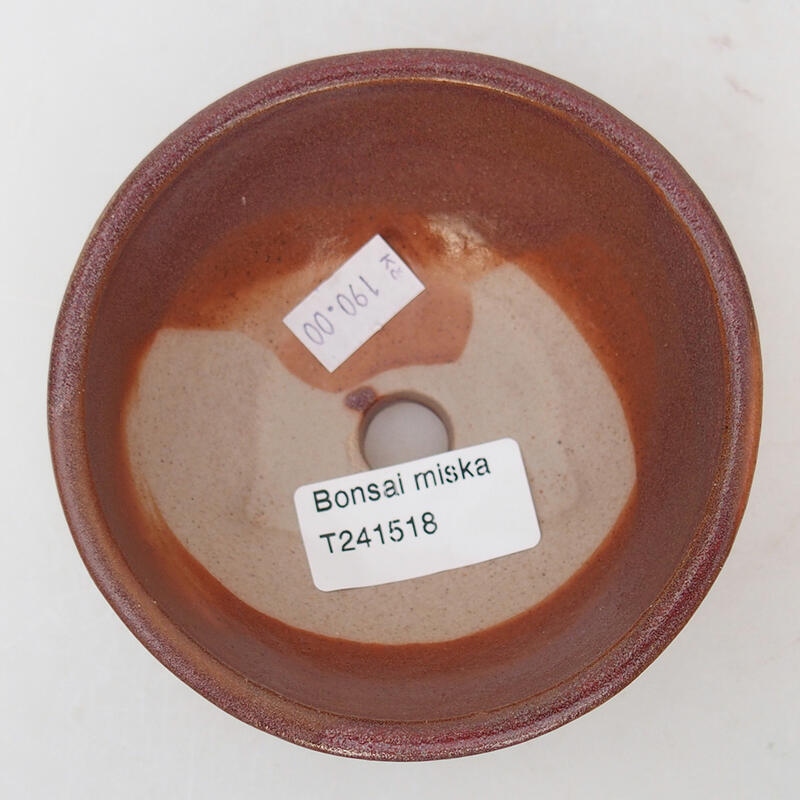 Kč
190.00
Bonsai miska
T241518